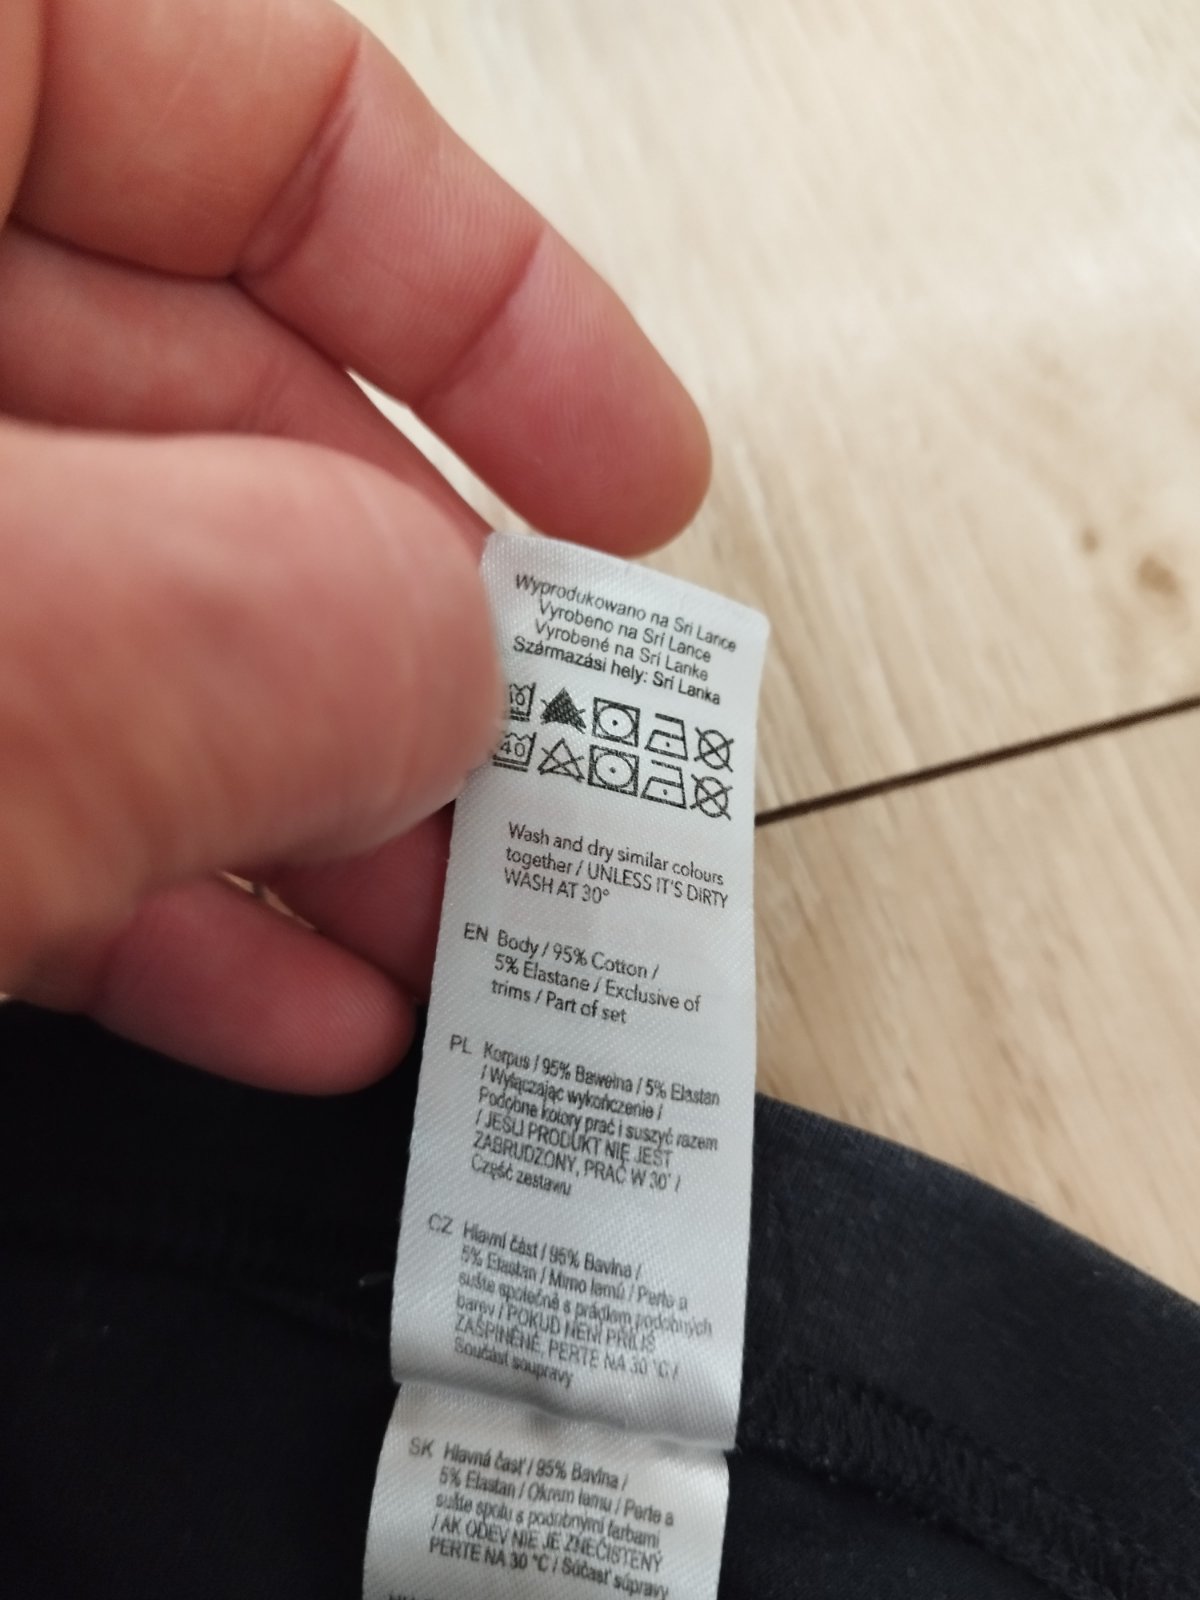 Wyprodukowano na Sri Lance
Vyrobeno na Srí Lance
Vyrobené na Srí Lanke
Származási hely: Srí Lanka
40
40
Wash and dry similar colours
together / UNLESS IT'S DIRTY
WASH AT 30°
EN Body / 95% Cotton /
5% Elastane / Exclusive of
trims / Part of set
PL Korpus / 95% Bawełna / 5% Elastan
/ Wyłączając wykończenie /
Podobne kolory prać i suszyć razem
/ JEŚLI PRODUKT NIE JEST
ZABRUDZONY, PRAĆ W 30° /
Część zestawu
CZ Hlavní část / 95% Bavlna /
5% Elastan / Mimo lemů / Perte a
sušte společně s prádlem podobných
barev / POKUD NENÍ PŘÍLIŠ
ZAŠPINĚNÉ, PERTE NA 30 °C /
Součást soupravy
SK Hlavná časť / 95% Bavlna /
5% Elastan / Okrem lemu / Perte a
sušte spolu s podobnými farbami
/ AK ODEV NIE JE ZNEČISTENÝ
PERTE NA 30 °C / Súčasť súpravy